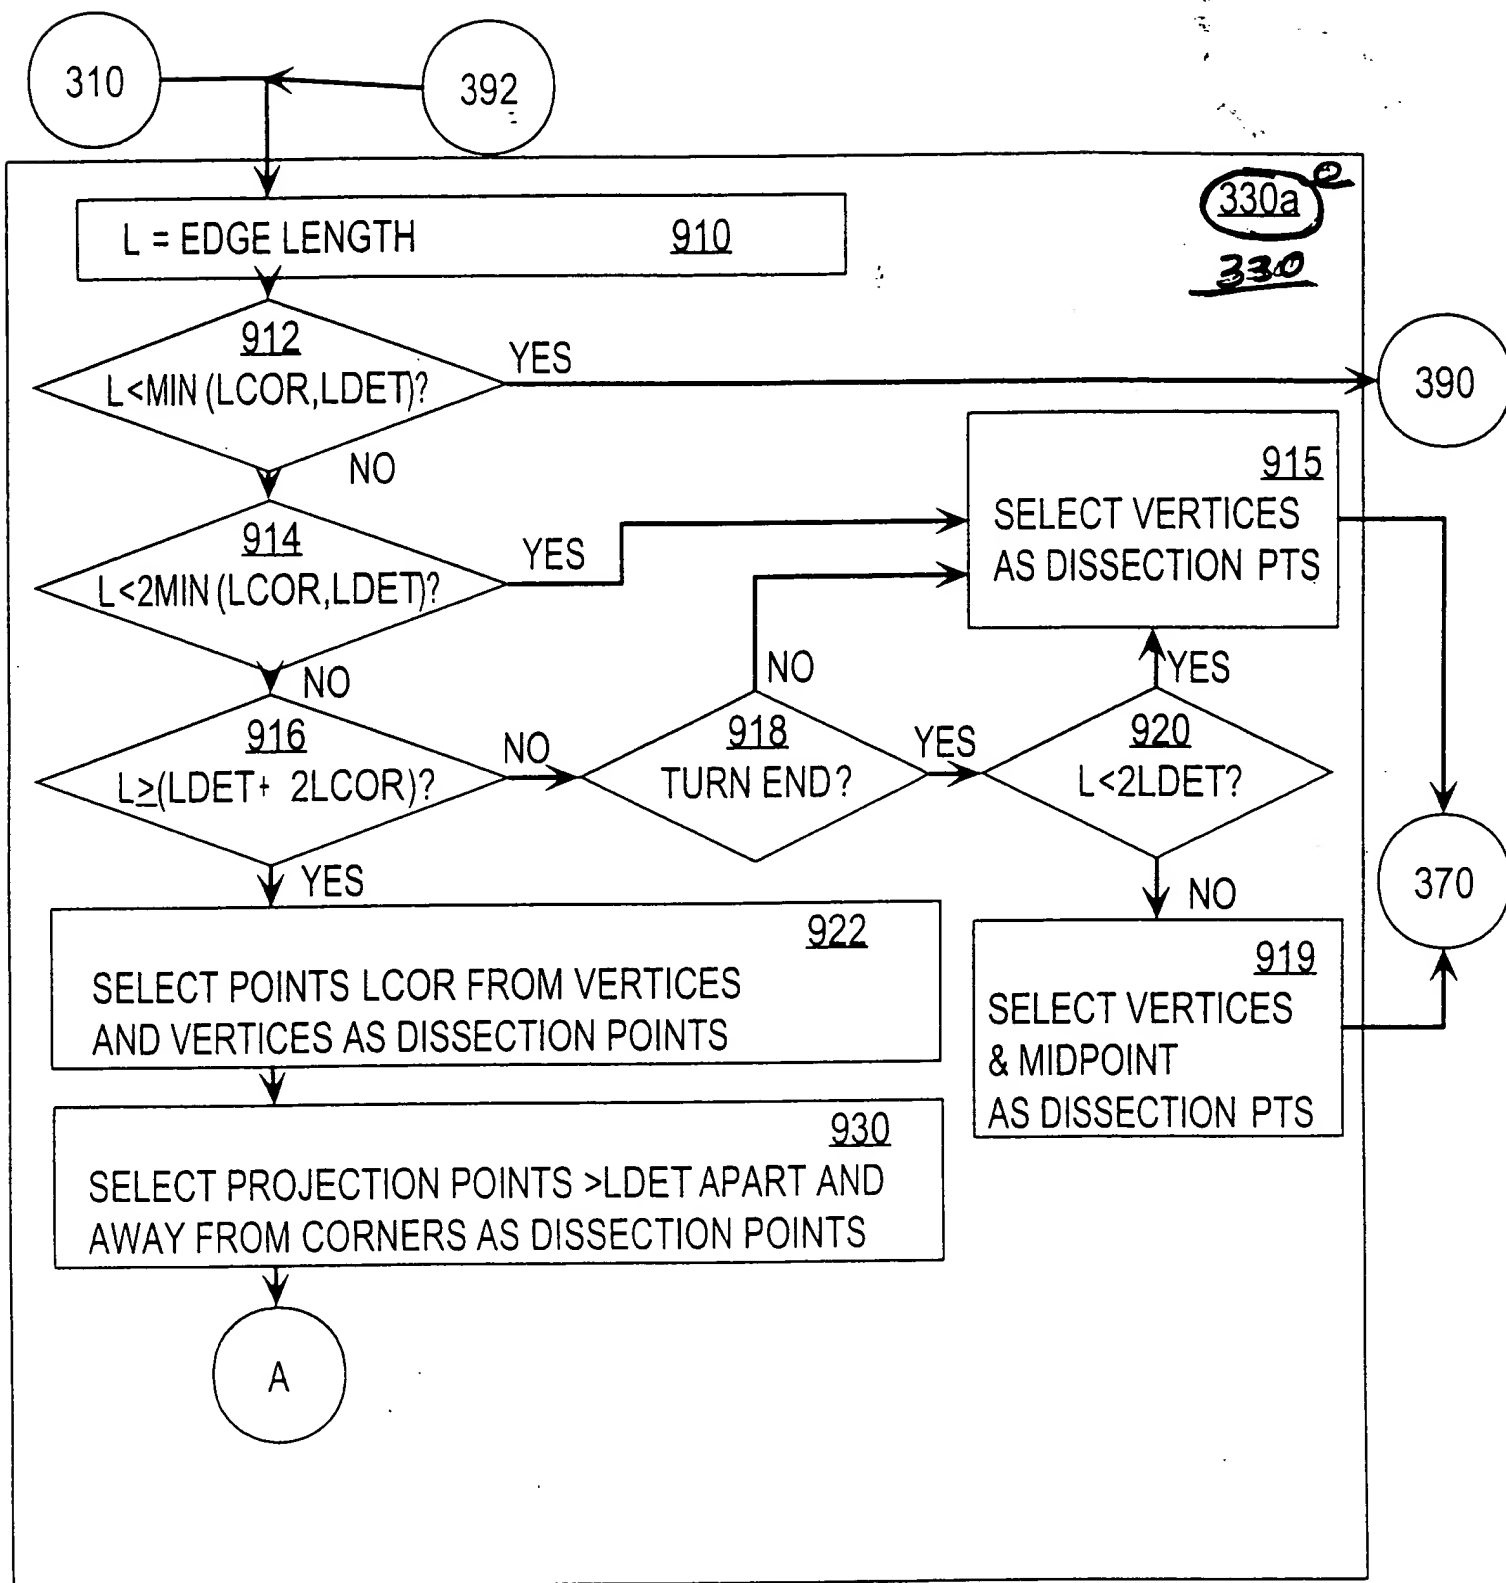 310
392
330a
330
L = EDGE LENGTH 910
912
L<MIN (LCOR,LDET)?
YES
390
NO
914
L<2MIN (LCOR,LDET)?
YES
915
SELECT VERTICES
AS DISSECTION PTS
NO
916
L≥(LDET+ 2LCOR)?
NO
918
TURN END?
NO
YES
920
L<2LDET?
YES
370
NO
919
SELECT VERTICES
& MIDPOINT
AS DISSECTION PTS
YES
922
SELECT POINTS LCOR FROM VERTICES
AND VERTICES AS DISSECTION POINTS
930
SELECT PROJECTION POINTS >LDET APART AND
AWAY FROM CORNERS AS DISSECTION POINTS
A